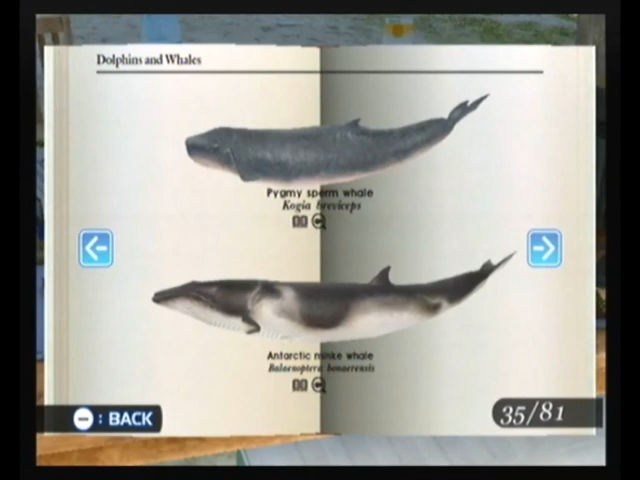 Dolphins and Whales
Pygmy sperm whale
Kogia breviceps
Antarctic minke whale
Balaenoptera bonaerensis
- : BACK
35/81